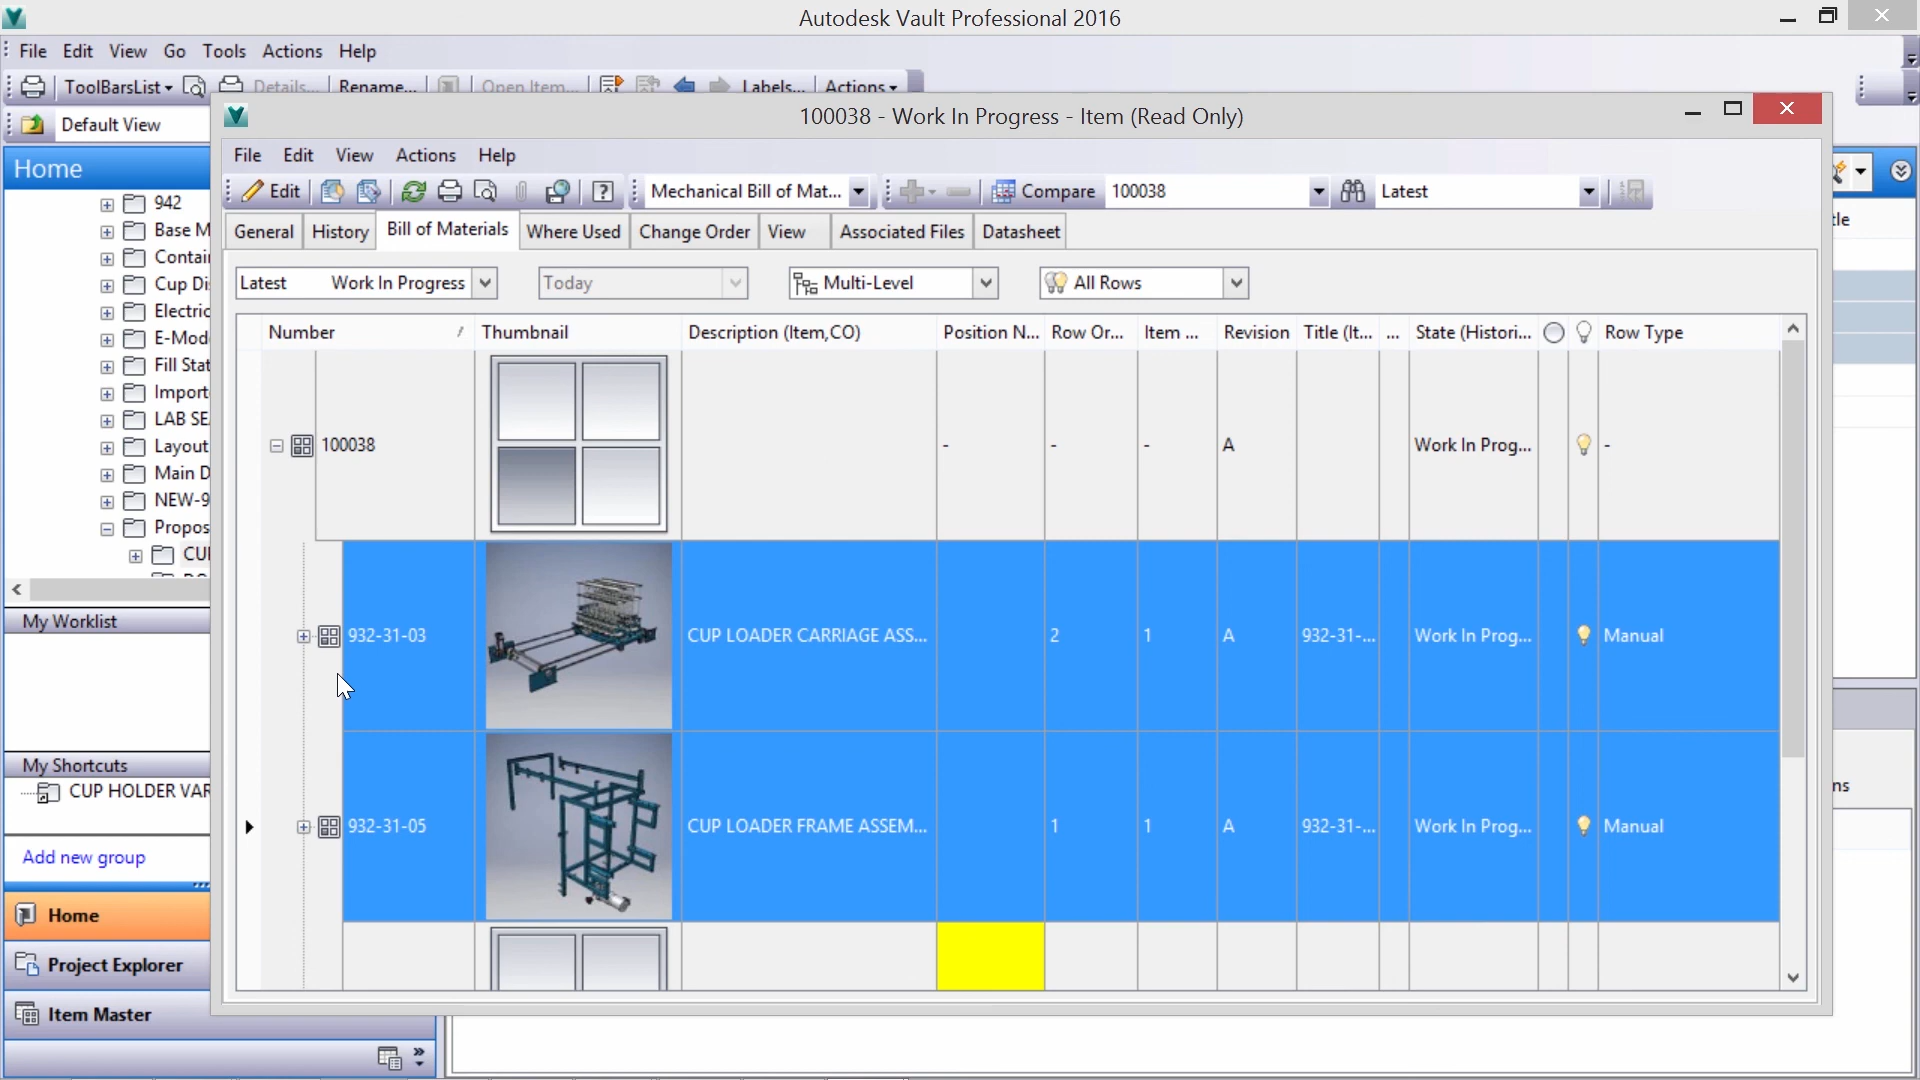 Autodesk Vault Professional 2016
File Edit View Go Tools Actions Help
ToolBarsList Details... Rename... Open Item... Labels... Actions
Default View
100038 - Work In Progress - Item (Read Only)
File Edit View Actions Help
Edit Mechanical Bill of Mat... Compare 100038 Latest
General History Bill of Materials Where Used Change Order View Associated Files Datasheet
Latest Work In Progress Today Multi-Level All Rows
Number / Thumbnail Description (Item,CO) Position N... Row Or... Item ... Revision Title (It... ... State (Histori... Row Type
100038 - - - A Work In Prog... -
932-31-03 CUP LOADER CARRIAGE ASS... 2 1 A 932-31-... Work In Prog... Manual
932-31-05 CUP LOADER FRAME ASSEM... 1 1 A 932-31-... Work In Prog... Manual
Home
942
Base M
Contai
Cup Di
Electric
E-Mod
Fill Stat
Import
LAB SE
Layout
Main D
NEW-9
Propos
CU
My Worklist
My Shortcuts
CUP HOLDER VAR
Add new group
Home
Project Explorer
Item Master
tle
ns